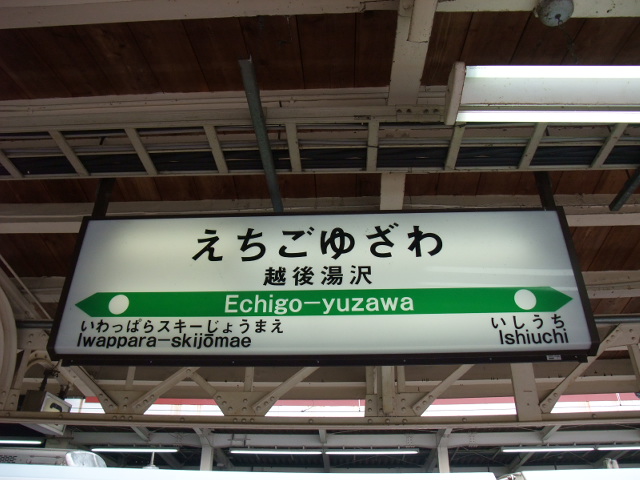 えちごゆざわ
越後湯沢
Echigo-yuzawa
いわっぱらスキーじょうまえ
Iwappara-skijōmae
いしうち
Ishiuchi